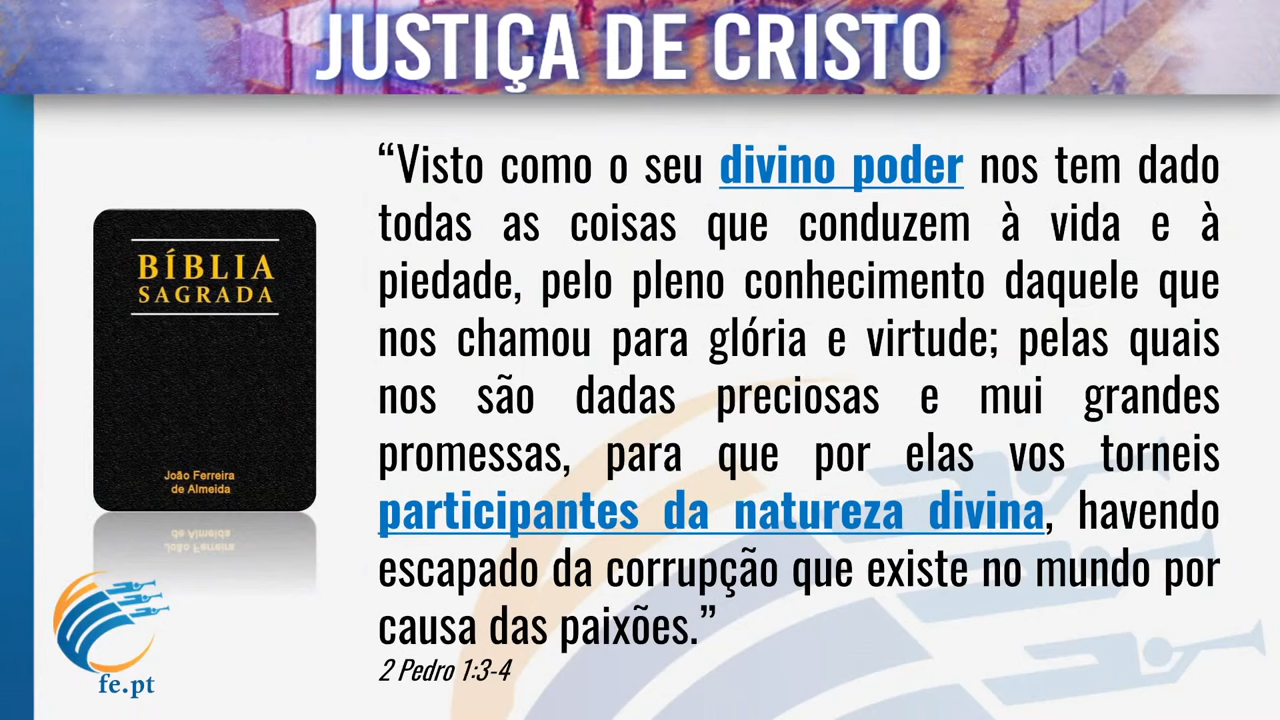 JUSTIÇA DE CRISTO
“Visto como o seu divino poder nos tem dado
todas as coisas que conduzem à vida e à
piedade, pelo pleno conhecimento daquele que
nos chamou para glória e virtude; pelas quais
nos são dadas preciosas e mui grandes
promessas, para que por elas vos torneis
participantes da natureza divina, havendo
escapado da corrupção que existe no mundo por
causa das paixões.”
2 Pedro 1:3-4
BÍBLIA
SAGRADA
João Ferreira
de Almeida
fe.pt